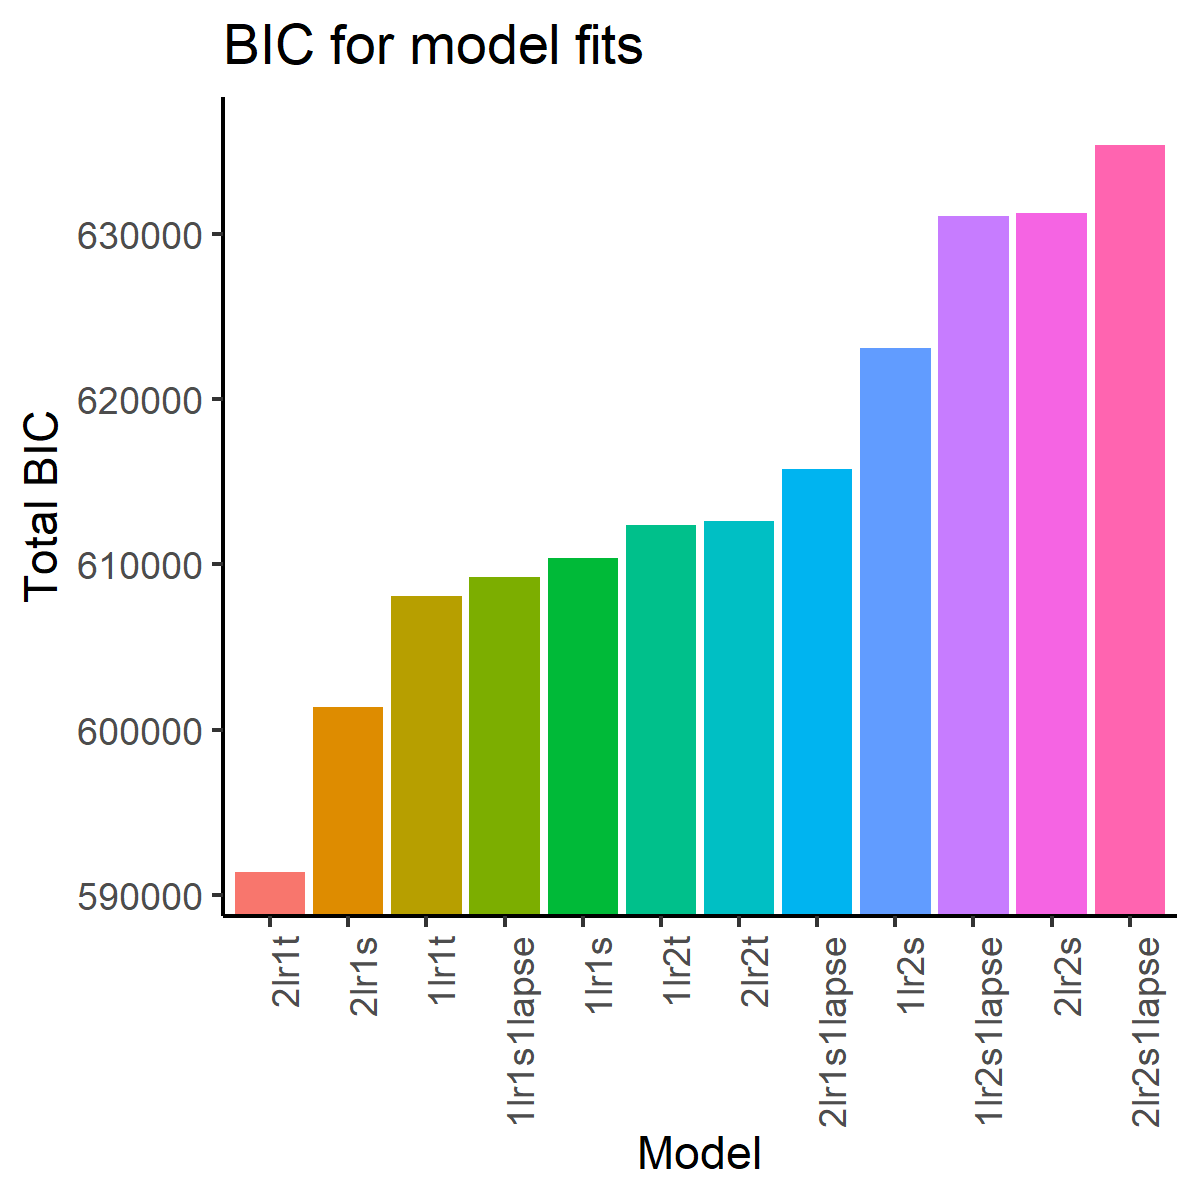 BIC for model fits
Total BIC
630000
620000
610000
600000
590000
2lr1t
2lr1s
1lr1t
1lr1s1lapse
1lr1s
1lr2t
2lr2t
2lr1s1lapse
1lr2s
1lr2s1lapse
2lr2s
2lr2s1lapse
Model